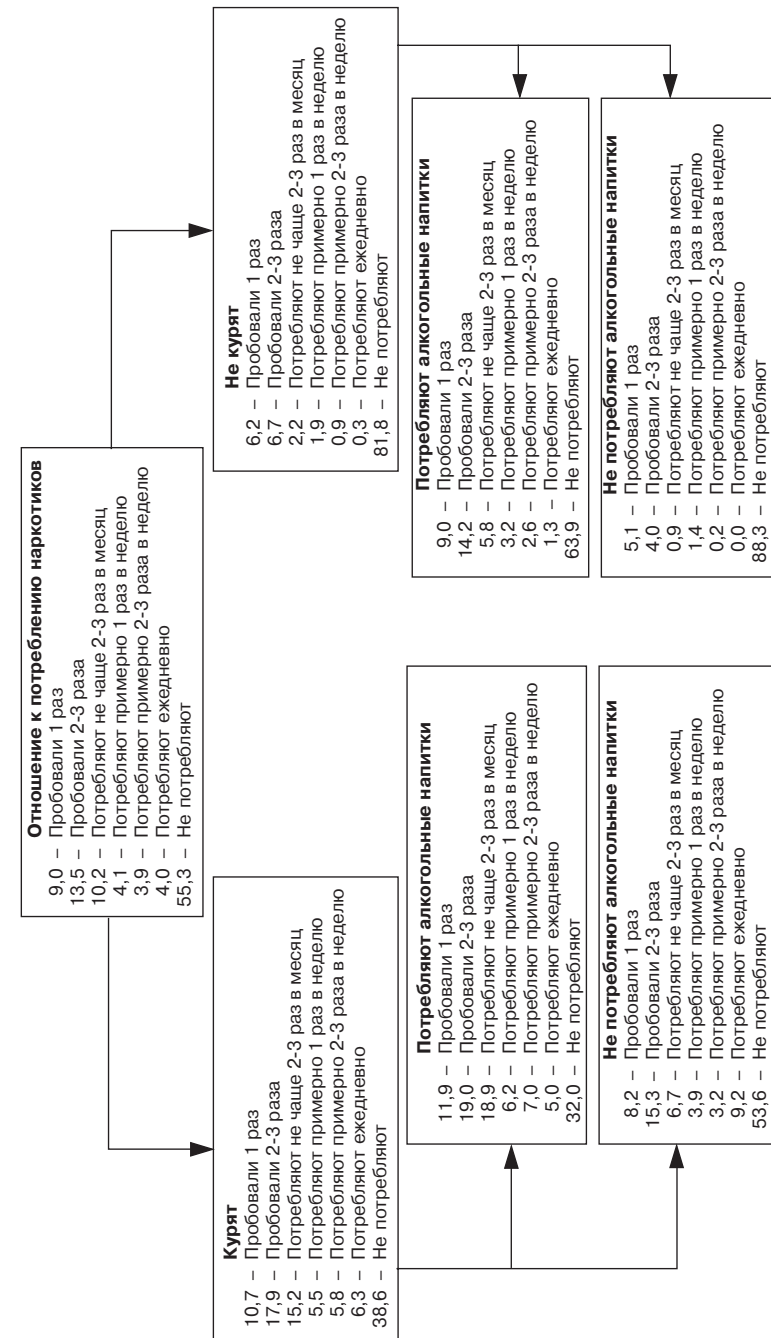 Отношение к потреблению наркотиков
9,0 – Пробовали 1 раз
13,5 – Пробовали 2-3 раза
10,2 – Потребляют не чаще 2-3 раз в месяц
4,1 – Потребляют примерно 1 раз в неделю
3,9 – Потребляют примерно 2-3 раза в неделю
4,0 – Потребляют ежедневно
55,3 – Не потребляют
Курят
10,7 – Пробовали 1 раз
17,9 – Пробовали 2-3 раза
15,2 – Потребляют не чаще 2-3 раз в месяц
5,5 – Потребляют примерно 1 раз в неделю
5,8 – Потребляют примерно 2-3 раза в неделю
6,3 – Потребляют ежедневно
38,6 – Не потребляют
Не курят
6,2 – Пробовали 1 раз
6,7 – Пробовали 2-3 раза
2,2 – Потребляют не чаще 2-3 раз в месяц
1,9 – Потребляют примерно 1 раз в неделю
0,9 – Потребляют примерно 2-3 раза в неделю
0,3 – Потребляют ежедневно
81,8 – Не потребляют
Потребляют алкогольные напитки
11,9 – Пробовали 1 раз
19,0 – Пробовали 2-3 раза
18,9 – Потребляют не чаще 2-3 раз в месяц
6,2 – Потребляют примерно 1 раз в неделю
7,0 – Потребляют примерно 2-3 раза в неделю
5,0 – Потребляют ежедневно
32,0 – Не потребляют
Потребляют алкогольные напитки
9,0 – Пробовали 1 раз
14,2 – Пробовали 2-3 раза
5,8 – Потребляют не чаще 2-3 раз в месяц
3,2 – Потребляют примерно 1 раз в неделю
2,6 – Потребляют примерно 2-3 раза в неделю
1,3 – Потребляют ежедневно
63,9 – Не потребляют
Не потребляют алкогольные напитки
8,2 – Пробовали 1 раз
15,3 – Пробовали 2-3 раза
6,7 – Потребляют не чаще 2-3 раз в месяц
3,9 – Потребляют примерно 1 раз в неделю
3,2 – Потребляют примерно 2-3 раза в неделю
9,2 – Потребляют ежедневно
53,6 – Не потребляют
Не потребляют алкогольные напитки
5,1 – Пробовали 1 раз
4,0 – Пробовали 2-3 раза
0,9 – Потребляют не чаще 2-3 раз в месяц
1,4 – Потребляют примерно 1 раз в неделю
0,2 – Потребляют примерно 2-3 раза в неделю
0,0 – Потребляют ежедневно
88,3 – Не потребляют